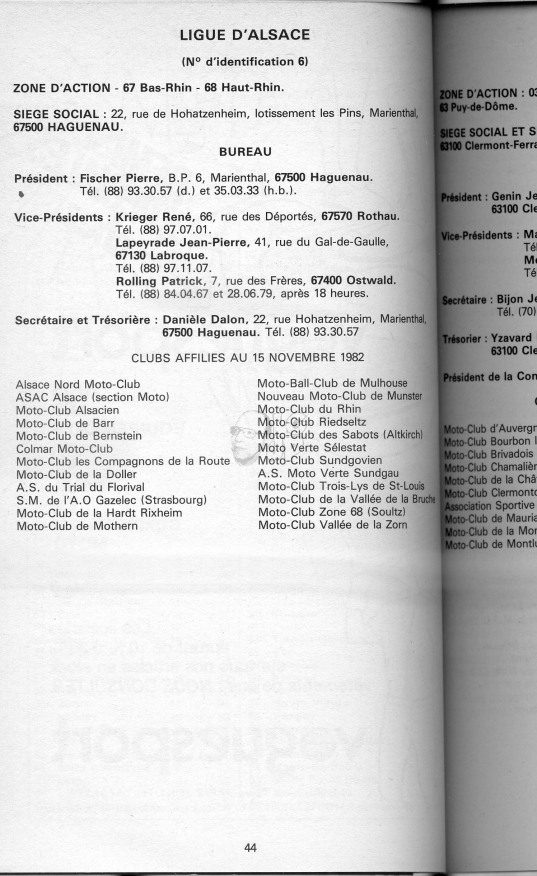 LIGUE D'ALSACE
(Nº d'identification 6)
ZONE D'ACTION - 67 Bas-Rhin - 68 Haut-Rhin.
SIEGE SOCIAL : 22, rue de Hohatzenheim, lotissement les Pins, Marienthal,
67500 HAGUENAU.
BUREAU
Président : Fischer Pierre, B.P. 6, Marienthal, 67500 Haguenau.
Tél. (88) 93.30.57 (d.) et 35.03.33 (h.b.).
Vice-Présidents : Krieger René, 66, rue des Déportés, 67570 Rothau.
Tél. (88) 97.07.01.
Lapeyrade Jean-Pierre, 41, rue du Gal-de-Gaulle,
67130 Labroque.
Tél. (88) 97.11.07.
Rolling Patrick, 7, rue des Frères, 67400 Ostwald.
Tél. (88) 84.04.67 et 28.06.79, après 18 heures.
Secrétaire et Trésorière : Danièle Dalon, 22, rue Hohatzenheim, Marienthal,
67500 Haguenau. Tél. (88) 93.30.57
CLUBS AFFILIES AU 15 NOVEMBRE 1982
Alsace Nord Moto-Club
ASAC Alsace (section Moto)
Moto-Club Alsacien
Moto-Club de Barr
Moto-Club de Bernstein
Colmar Moto-Club
Moto-Club les Compagnons de la Route
Moto-Club de la Doller
A.S. du Trial du Florival
S.M. de l'A.O Gazelec (Strasbourg)
Moto-Club de la Hardt Rixheim
Moto-Club de Mothern
Moto-Ball-Club de Mulhouse
Nouveau Moto-Club de Munster
Moto-Club du Rhin
Moto-Club Riedseltz
Moto-Club des Sabots (Altkirch)
Moto Verte Sélestat
Moto-Club Sundgovien
A.S. Moto Verte Sundgau
Moto-Club Trois-Lys de St-Louis
Moto-Club de la Vallée de la Bruche
Moto-Club Zone 68 (Soultz)
Moto-Club Vallée de la Zorn
44
ZONE D'ACTION : 03
63 Puy-de-Dôme.
SIEGE SOCIAL ET S
63100 Clermont-Ferra
Président : Genin Je
63100 Cle
Vice-Présidents : Ma
Tél
Mo
Té
Secrétaire : Bijon Je
Tél. (70)
Trésorier : Yzavard
63100 Cle
Président de la Con
Moto-Club d'Auvergn
Moto-Club Bourbon l
Moto-Club Brivadois
Moto-Club Chamalièr
Moto-Club de la Châ
Moto-Club Clermonto
Association Sportive
Moto-Club de Mauria
Moto-Club de la Mon
Moto-Club de Montlu